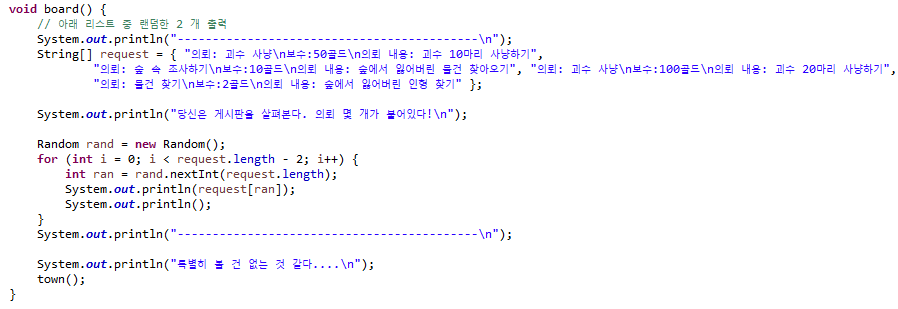 void board() {
// 아래 리스트 중 랜덤한 2 개 출력
System.out.println("-------------------------------------------\n");
String[] request = { "의뢰: 괴수 사냥\n보수:50골드\n의뢰 내용: 괴수 10마리 사냥하기",
"의뢰: 숲 속 조사하기\n보수:10골드\n의뢰 내용: 숲에서 잃어버린 물건 찾아오기", "의뢰: 괴수 사냥\n보수:100골드\n의뢰 내용: 괴수 20마리 사냥하기",
"의뢰: 물건 찾기\n보수:2골드\n의뢰 내용: 숲에서 잃어버린 인형 찾기" };
System.out.println("당신은 게시판을 살펴본다. 의뢰 몇 개가 붙어있다!\n");
Random rand = new Random();
for (int i = 0; i < request.length - 2; i++) {
int ran = rand.nextInt(request.length);
System.out.println(request[ran]);
System.out.println();
}
System.out.println("-------------------------------------------\n");
System.out.println("특별히 볼 건 없는 것 같다....\n");
town();
}